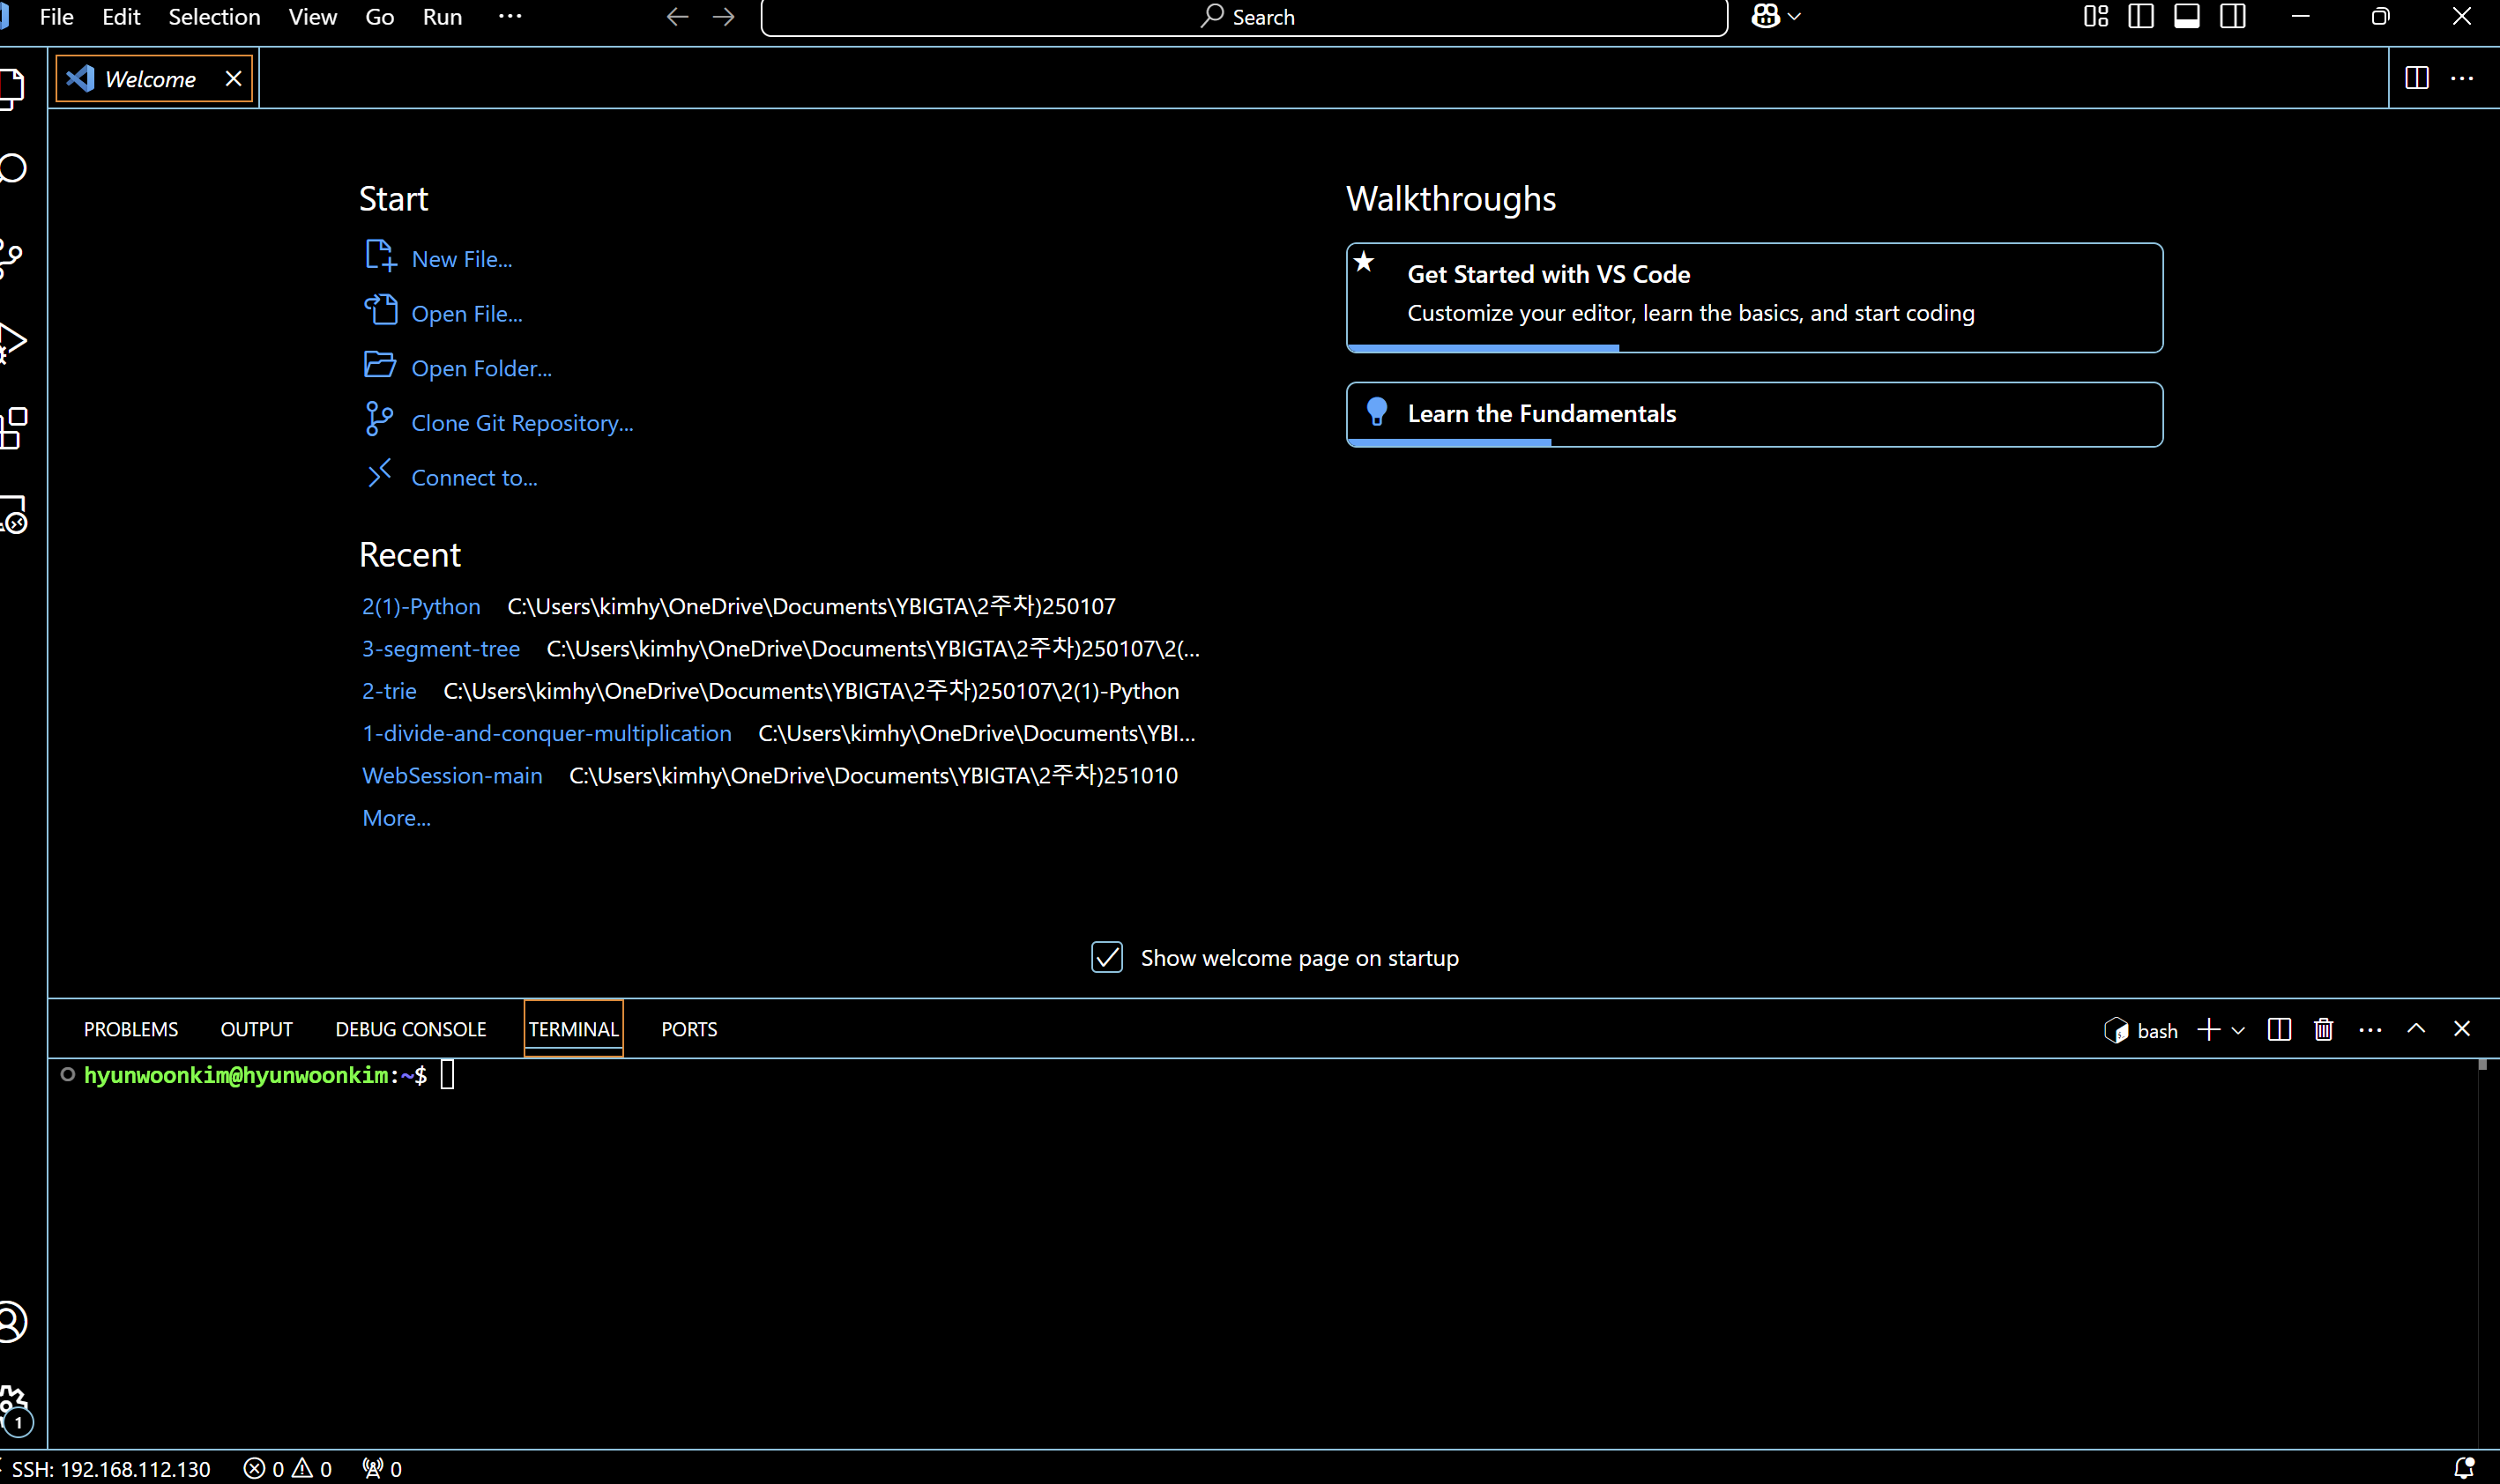 File Edit Selection View Go Run ··· Search
Welcome
Start
New File...
Open File...
Open Folder...
Clone Git Repository...
Connect to...
Recent
2(1)-Python C:\Users\kimhy\OneDrive\Documents\YBIGTA\2주차)250107
3-segment-tree C:\Users\kimhy\OneDrive\Documents\YBIGTA\2주차)250107\2(...
2-trie C:\Users\kimhy\OneDrive\Documents\YBIGTA\2주차)250107\2(1)-Python
1-divide-and-conquer-multiplication C:\Users\kimhy\OneDrive\Documents\YBI...
WebSession-main C:\Users\kimhy\OneDrive\Documents\YBIGTA\2주차)251010
More...
Walkthroughs
Get Started with VS Code
Customize your editor, learn the basics, and start coding
Learn the Fundamentals
Show welcome page on startup
PROBLEMS OUTPUT DEBUG CONSOLE TERMINAL PORTS bash
hyunwoonkim@hyunwoonkim:~$
1
SSH: 192.168.112.130 0 0 0